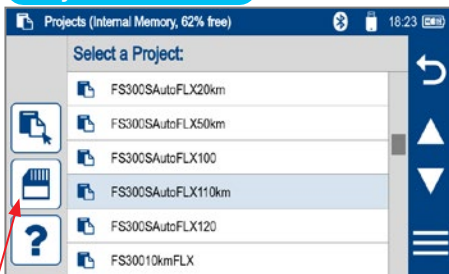 Projects (Internal Memory, 62% free) 18:23
Select a Project:
FS300SAutoFLX20km
FS300SAutoFLX50km
FS300SAutoFLX100
FS300SAutoFLX110km
FS300SAutoFLX120
FS30010kmFLX
?